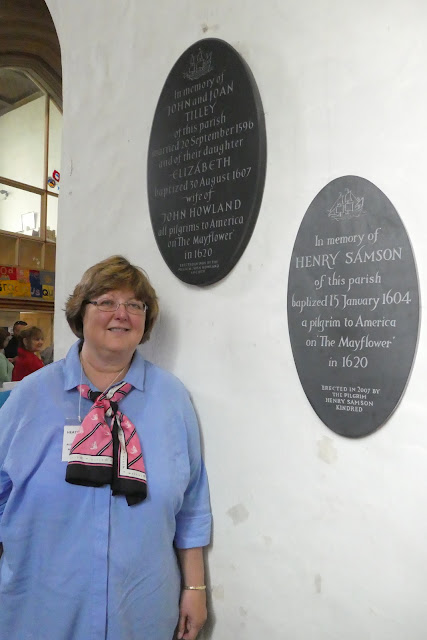 In memory of
JOHN and JOAN
TILLEY
of this parish
married 20 September 1596
and of their daughter
ELIZABETH
baptized 30 August 1607
wife of
JOHN HOWLAND
all pilgrims to America
on 'The Mayflower'
in 1620
In memory of
HENRY SAMSON
of this parish
baptized 15 January 1604
a pilgrim to America
on 'The Mayflower'
in 1620
ERECTED IN 2007 BY
THE PILGRIM
HENRY SAMSON
KINDRED